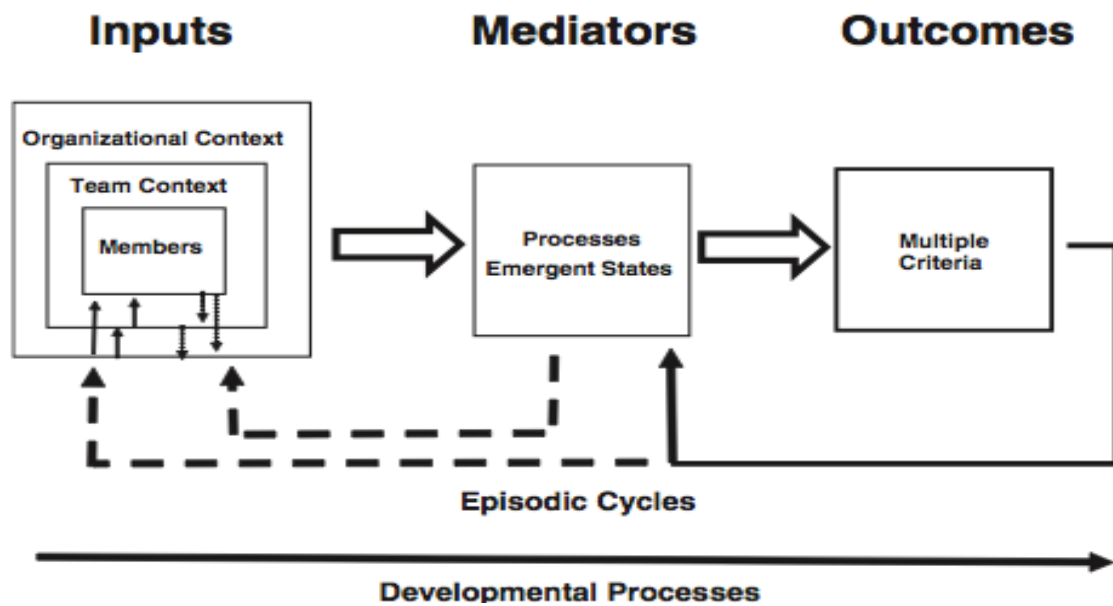 Inputs
Mediators
Outcomes
Organizational Context
Team Context
Members
Processes
Emergent States
Multiple
Criteria
Episodic Cycles
Developmental Processes